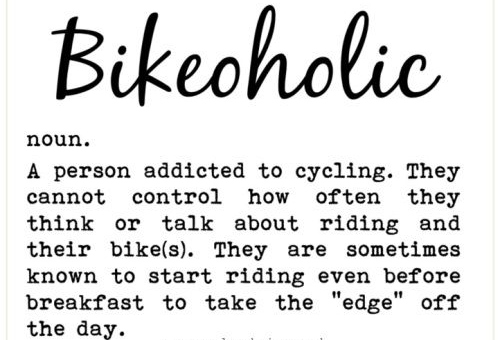 Bikeoholic
noun.
A person addicted to cycling. They
cannot control how often they
think or talk about riding and
their bike(s). They are sometimes
known to start riding even before
breakfast to take the "edge" off
the day.